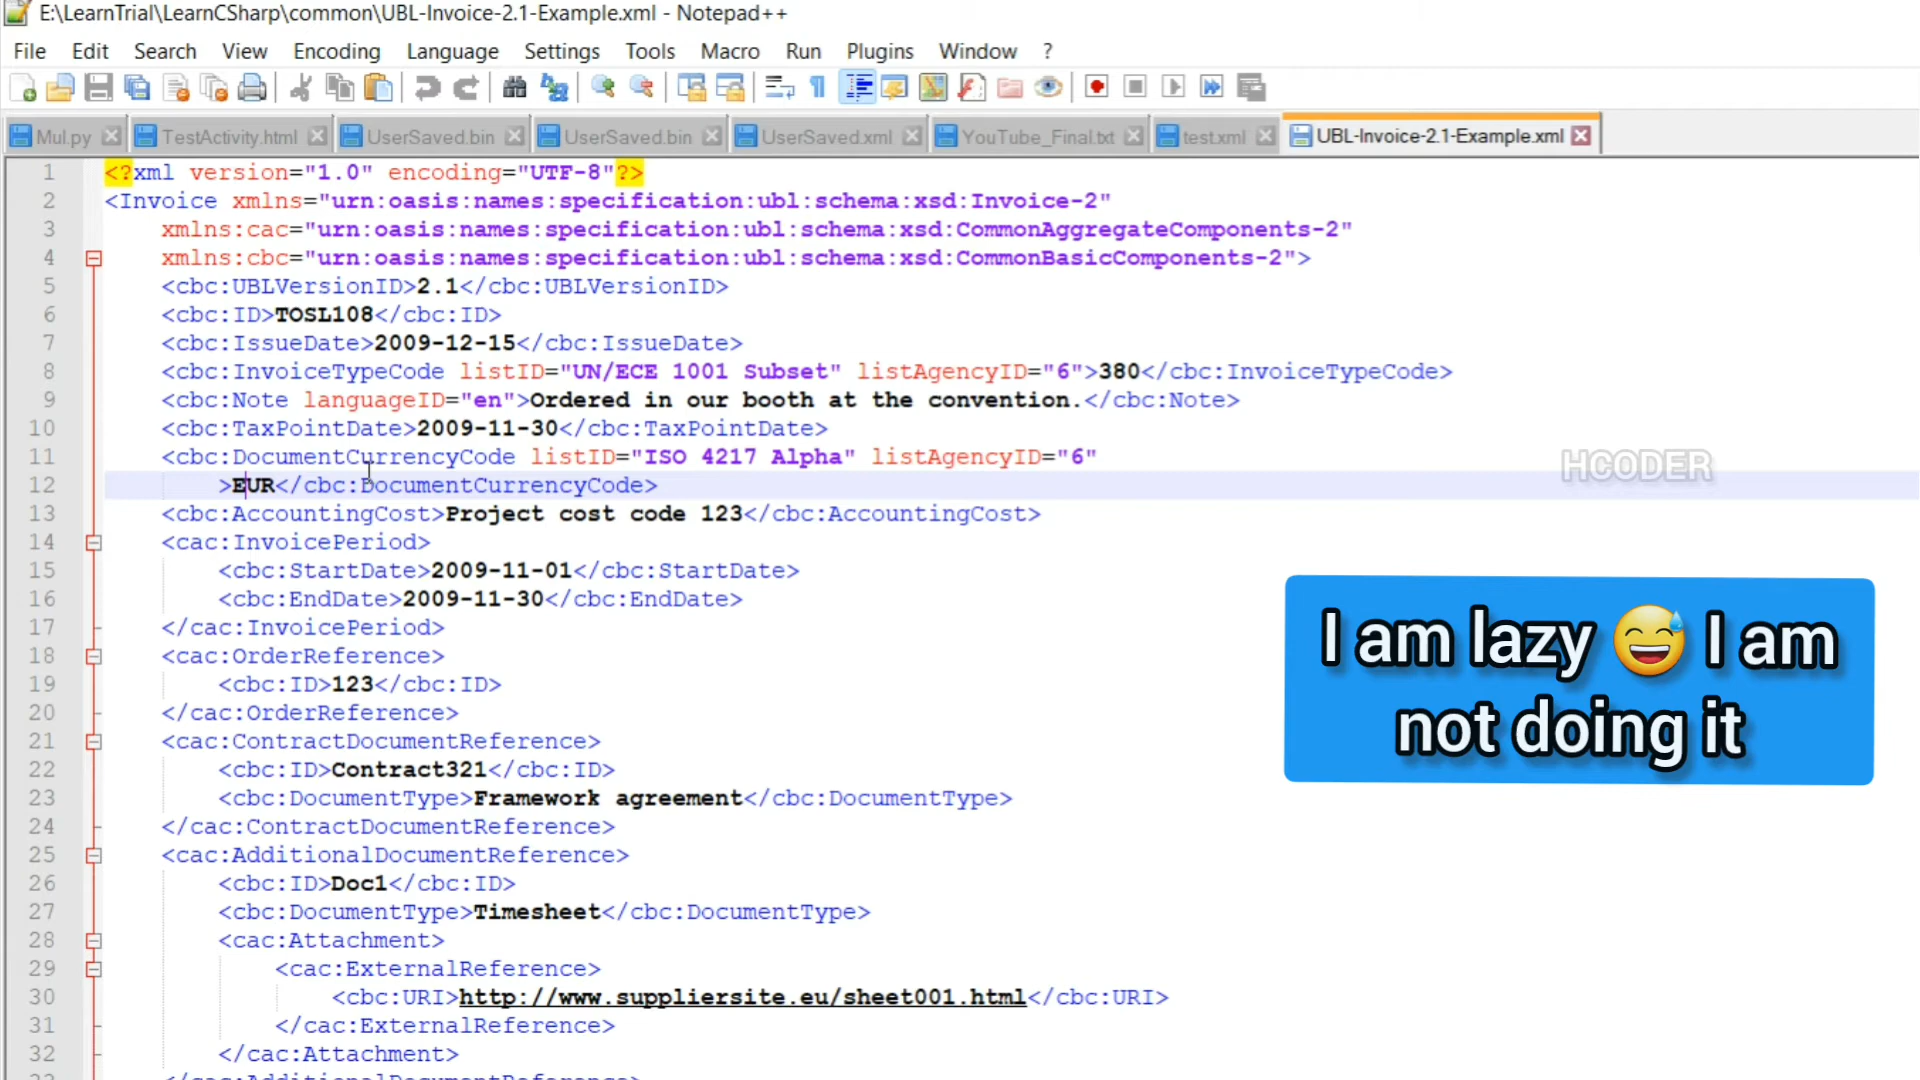 E:\LearnTrial\LearnCSharp\common\UBL-Invoice-2.1-Example.xml - Notepad++
File Edit Search View Encoding Language Settings Tools Macro Run Plugins Window ?
Mul.py TestActivity.html UserSaved.bin UserSaved.bin UserSaved.xml YouTube_Final.txt test.xml UBL-Invoice-2.1-Example.xml
1 <?xml version="1.0" encoding="UTF-8"?>
2 <Invoice xmlns="urn:oasis:names:specification:ubl:schema:xsd:Invoice-2"
3 xmlns:cac="urn:oasis:names:specification:ubl:schema:xsd:CommonAggregateComponents-2"
4 xmlns:cbc="urn:oasis:names:specification:ubl:schema:xsd:CommonBasicComponents-2">
5 <cbc:UBLVersionID>2.1</cbc:UBLVersionID>
6 <cbc:ID>TOSL108</cbc:ID>
7 <cbc:IssueDate>2009-12-15</cbc:IssueDate>
8 <cbc:InvoiceTypeCode listID="UN/ECE 1001 Subset" listAgencyID="6">380</cbc:InvoiceTypeCode>
9 <cbc:Note languageID="en">Ordered in our booth at the convention.</cbc:Note>
10 <cbc:TaxPointDate>2009-11-30</cbc:TaxPointDate>
11 <cbc:DocumentCurrencyCode listID="ISO 4217 Alpha" listAgencyID="6"
HCODER
12 >EUR</cbc:DocumentCurrencyCode>
13 <cbc:AccountingCost>Project cost code 123</cbc:AccountingCost>
14 <cac:InvoicePeriod>
15 <cbc:StartDate>2009-11-01</cbc:StartDate>
16 <cbc:EndDate>2009-11-30</cbc:EndDate>
17 </cac:InvoicePeriod>
18 <cac:OrderReference>
19 <cbc:ID>123</cbc:ID>
20 </cac:OrderReference>
21 <cac:ContractDocumentReference>
22 <cbc:ID>Contract321</cbc:ID>
23 <cbc:DocumentType>Framework agreement</cbc:DocumentType>
24 </cac:ContractDocumentReference>
25 <cac:AdditionalDocumentReference>
26 <cbc:ID>Doc1</cbc:ID>
27 <cbc:DocumentType>Timesheet</cbc:DocumentType>
28 <cac:Attachment>
29 <cac:ExternalReference>
30 <cbc:URI>http://www.suppliersite.eu/sheet001.html</cbc:URI>
31 </cac:ExternalReference>
32 </cac:Attachment>
I am lazy 😅 I am
not doing it